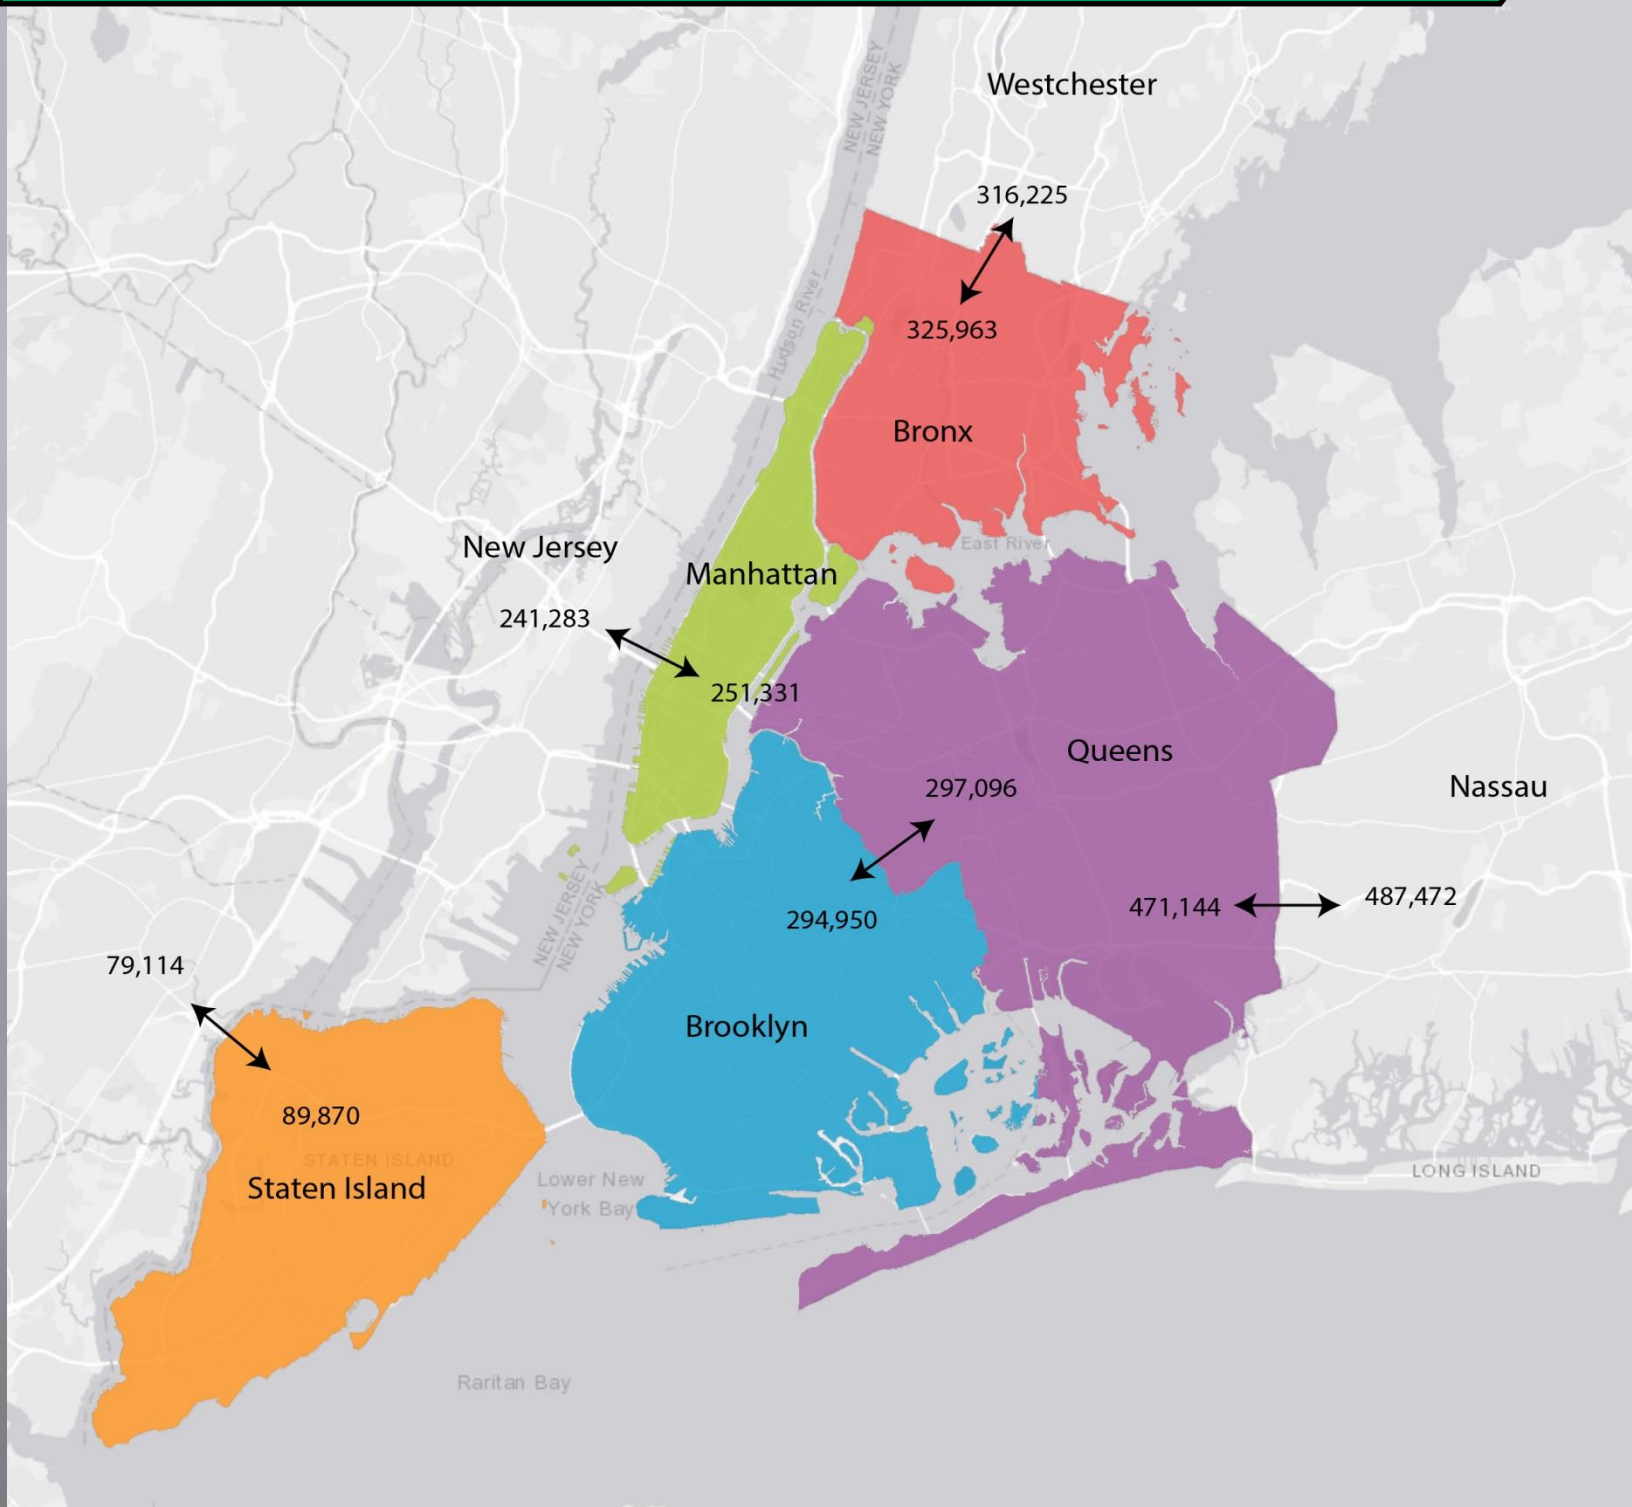 NEW JERSEY
NEW YORK
Westchester
316,225
Hudson River
325,963
Bronx
East River
New Jersey
Manhattan
241,283
251,331
Queens
297,096
Nassau
471,144
487,472
294,950
NEW JERSEY
NEW YORK
79,114
Brooklyn
89,870
STATEN ISLAND
Staten Island
Lower New
York Bay
LONG ISLAND
Raritan Bay